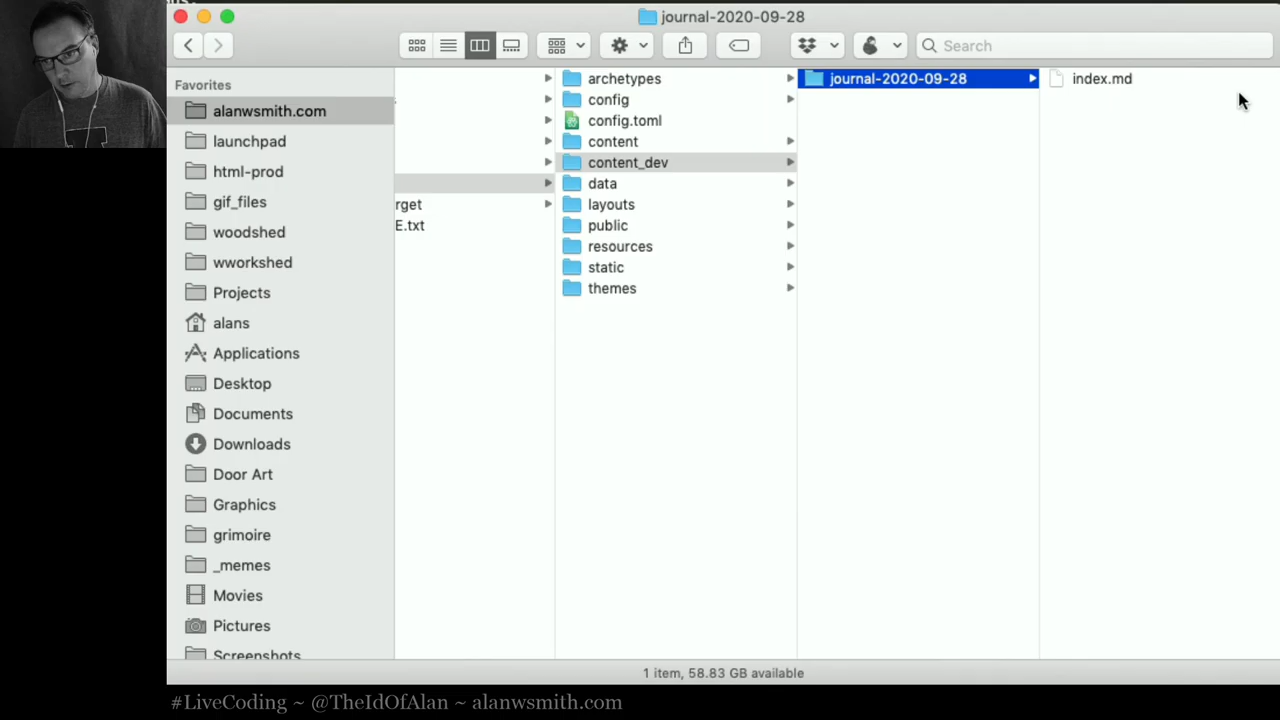 journal-2020-09-28
Search
Favorites
alanwsmith.com
launchpad
html-prod
gif_files
woodshed
wworkshed
Projects
alans
Applications
Desktop
Documents
Downloads
Door Art
Graphics
grimoire
_memes
Movies
Pictures
Screenshots
rget
E.txt
archetypes
config
config.toml
content
content_dev
data
layouts
public
resources
static
themes
journal-2020-09-28
index.md
1 item, 58.83 GB available
#LiveCoding ~ @TheIdOfAlan ~ alanwsmith.com